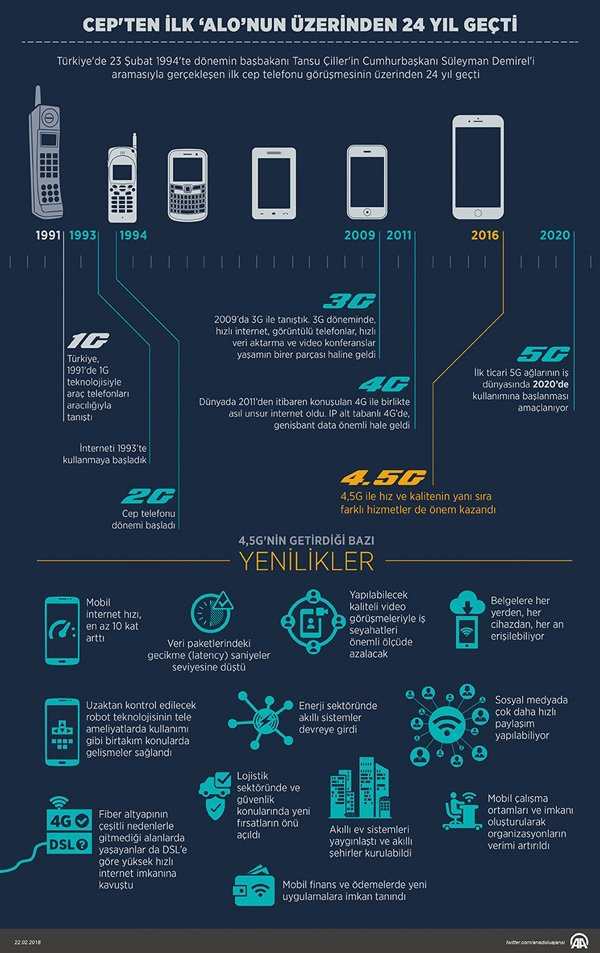 CEP'TEN İLK ‘ALO’NUN ÜZERİNDEN 24 YIL GEÇTİ
Türkiye'de 23 Şubat 1994'te dönemin başbakanı Tansu Çiller'in Cumhurbaşkanı Süleyman Demirel'i
aramasıyla gerçekleşen ilk cep telefonu görüşmesinin üzerinden 24 yıl geçti
1991
1993
1994
2009
2011
2016
2020
1G
Türkiye,
1991'de 1G
teknolojisiyle
araç telefonları
aracılığıyla
tanıştı
İnterneti 1993'te
kullanmaya başladık
2G
Cep telefonu
dönemi başladı
3G
2009'da 3G ile tanıştık. 3G döneminde,
hızlı internet, görüntülü telefonlar, hızlı
veri aktarma ve video konferanslar
yaşamın birer parçası haline geldi
4G
Dünyada 2011'den itibaren konuşulan 4G ile birlikte
asıl unsur internet oldu. IP alt tabanlı 4G'de,
genişbant data önemli hale geldi
4.5G
4,5G ile hız ve kalitenin yanı sıra
farklı hizmetler de önem kazandı
5G
İlk ticari 5G ağlarının iş
dünyasında 2020'de
kullanımına başlanması
amaçlanıyor
4,5G'NİN GETİRDİĞİ BAZI
YENİLİKLER
Mobil
internet hızı,
en az 10 kat
arttı
Veri paketlerindeki
gecikme (latency) saniyeler
seviyesine düştü
Yapılabilecek
kaliteli video
görüşmeleriyle iş
seyahatleri
önemli ölçüde
azalacak
Belgelere her
yerden, her
cihazdan, her an
erişilebiliyor
Uzaktan kontrol edilecek
robot teknolojisinin tele
ameliyatlarda kullanımı
gibi birtakım konularda
gelişmeler sağlandı
Enerji sektöründe
akıllı sistemler
devreye girdi
Sosyal medyada
çok daha hızlı
paylaşım
yapılabiliyor
4G
DSL ?
Fiber altyapının
çeşitli nedenlerle
gitmediği alanlarda
yaşayanlar da DSL'e
göre yüksek hızlı
internet imkanına
kavuştu
Lojistik
sektöründe ve
güvenlik
konularında yeni
fırsatların önü
açıldı
Akıllı ev sistemleri
yaygınlaştı ve akıllı
şehirler kurulabildi
Mobil çalışma
ortamları ve imkanı
oluşturularak
organizasyonların
verimi artırıldı
Mobil finans ve ödemelerde yeni
uygulamalara imkan tanındı
22.02.2018
twitter.com/anadoluajansi
AA